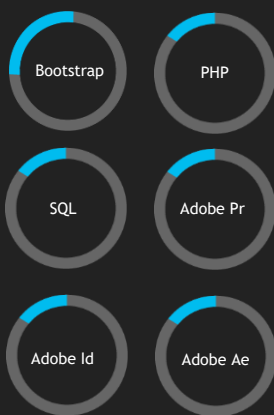 Bootstrap
PHP
SQL
Adobe Pr
Adobe Id
Adobe Ae